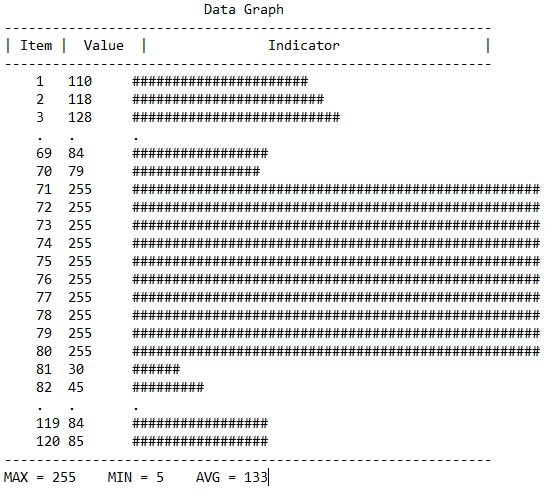 Data Graph
-------------------------------------------------------------
| Item |  Value  |               Indicator                  |
-------------------------------------------------------------
1 110 ######################
2 118 ########################
3 128 ##########################
. . .
69 84 #################
70 79 ################
71 255 ###################################################
72 255 ###################################################
73 255 ###################################################
74 255 ###################################################
75 255 ###################################################
76 255 ###################################################
77 255 ###################################################
78 255 ###################################################
79 255 ###################################################
80 255 ###################################################
81 30 ######
82 45 #########
. . .
119 84 #################
120 85 #################
-------------------------------------------------------------
MAX = 255    MIN = 5    AVG = 133